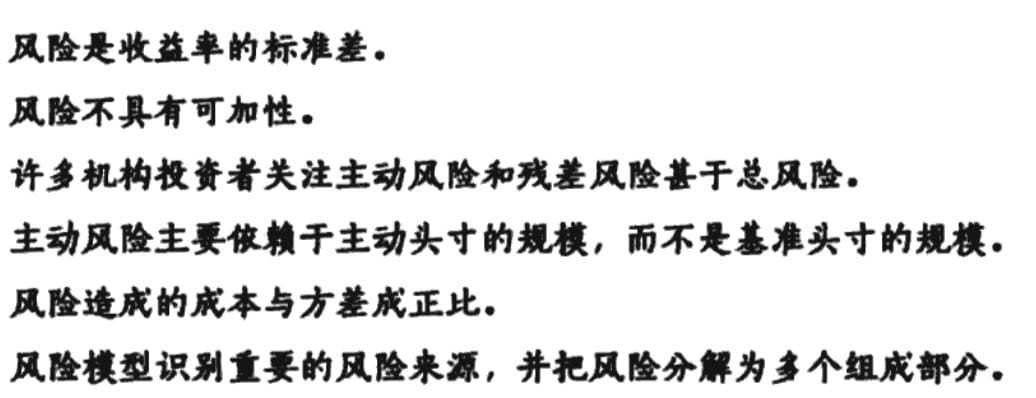 风险是收益率的标准差。
风险不具有可加性。
许多机构投资者关注主动风险和残差风险甚于总风险。
主动风险主要依赖于主动头寸的规模，而不是基准头寸的规模。
风险造成的成本与方差成正比。
风险模型识别重要的风险来源，并把风险分解为多个组成部分。